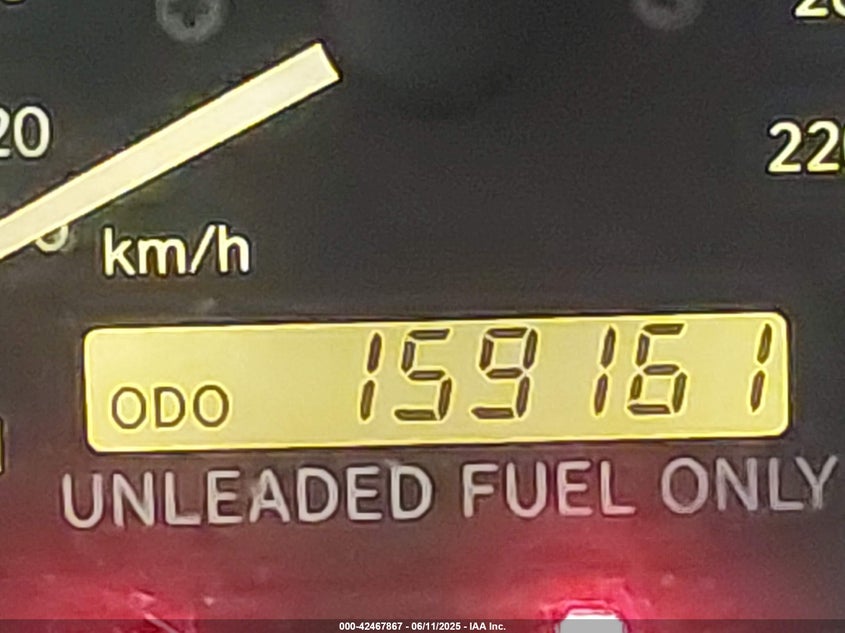 20
220
km/h
ODO 159161
UNLEADED FUEL ONLY
000-42467867 - 06/11/2025 - IAA Inc.